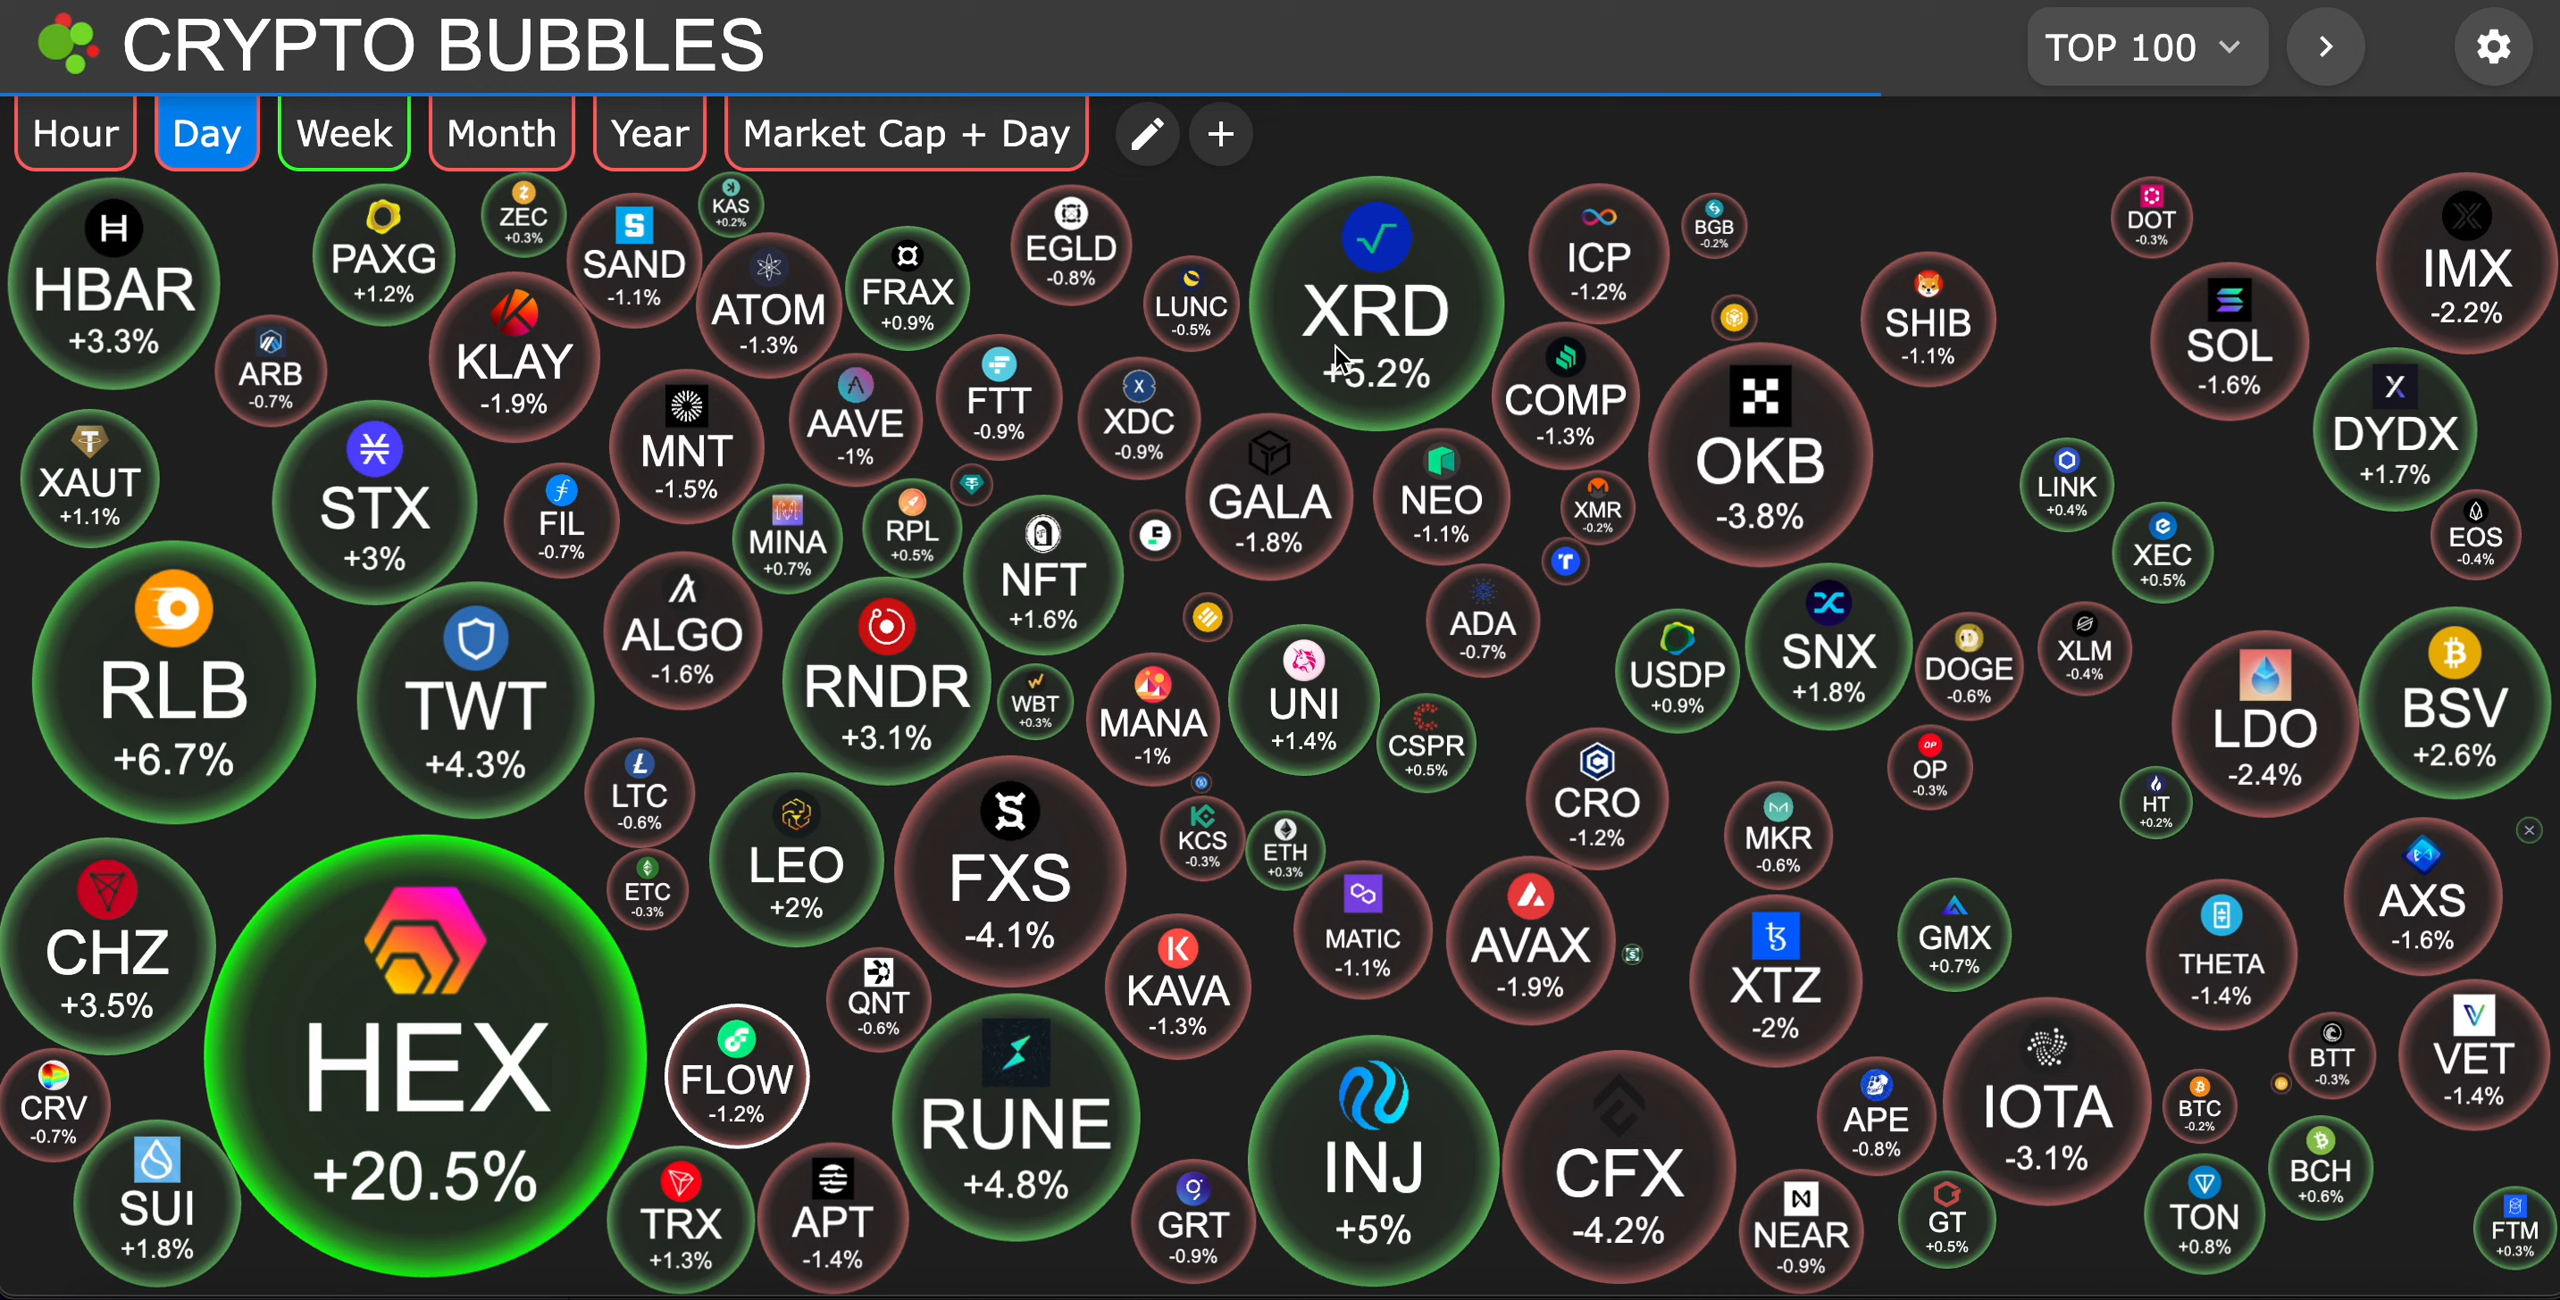 CRYPTO BUBBLES
TOP 100
Hour
Day
Week
Month
Year
Market Cap + Day
HBAR
+3.3%
PAXG
+1.2%
ZEC
+0.3%
SAND
-1.1%
KAS
+0.2%
ATOM
-1.3%
FRAX
+0.9%
EGLD
-0.8%
LUNC
-0.5%
XRD
+5.2%
ICP
-1.2%
BGB
-0.2%
SHIB
-1.1%
DOT
-0.3%
SOL
-1.6%
IMX
-2.2%
ARB
-0.7%
KLAY
-1.9%
MNT
-1.5%
AAVE
-1%
FTT
-0.9%
XDC
-0.9%
COMP
-1.3%
OKB
-3.8%
DYDX
+1.7%
XAUT
+1.1%
STX
+3%
FIL
-0.7%
MINA
+0.7%
RPL
+0.5%
NFT
+1.6%
GALA
-1.8%
NEO
-1.1%
XMR
-0.2%
LINK
+0.4%
XEC
+0.5%
EOS
-0.4%
RLB
+6.7%
TWT
+4.3%
ALGO
-1.6%
RNDR
+3.1%
WBT
+0.3%
MANA
-1%
UNI
+1.4%
ADA
-0.7%
CSPR
+0.5%
USDP
+0.9%
SNX
+1.8%
DOGE
-0.6%
XLM
-0.4%
LDO
-2.4%
BSV
+2.6%
LTC
-0.6%
ETC
-0.3%
LEO
+2%
FXS
-4.1%
KCS
-0.3%
ETH
+0.3%
CRO
-1.2%
MKR
-0.6%
OP
-0.3%
HT
+0.2%
CHZ
+3.5%
HEX
+20.5%
QNT
-0.6%
KAVA
-1.3%
MATIC
-1.1%
AVAX
-1.9%
XTZ
-2%
GMX
+0.7%
THETA
-1.4%
AXS
-1.6%
CRV
-0.7%
SUI
+1.8%
FLOW
-1.2%
TRX
+1.3%
APT
-1.4%
RUNE
+4.8%
GRT
-0.9%
INJ
+5%
CFX
-4.2%
NEAR
-0.9%
APE
-0.8%
GT
+0.5%
IOTA
-3.1%
BTC
-0.2%
TON
+0.8%
BTT
-0.3%
BCH
+0.6%
VET
-1.4%
FTM
+0.3%